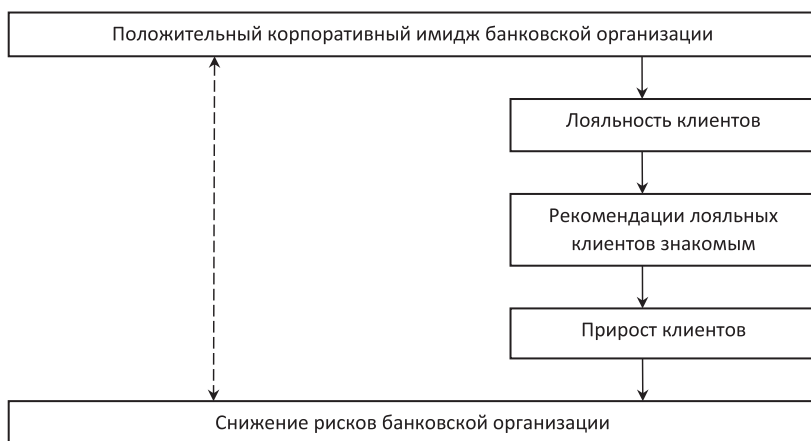 Положительный корпоративный имидж банковской организации
Лояльность клиентов
Рекомендации лояльных
клиентов знакомым
Прирост клиентов
Снижение рисков банковской организации